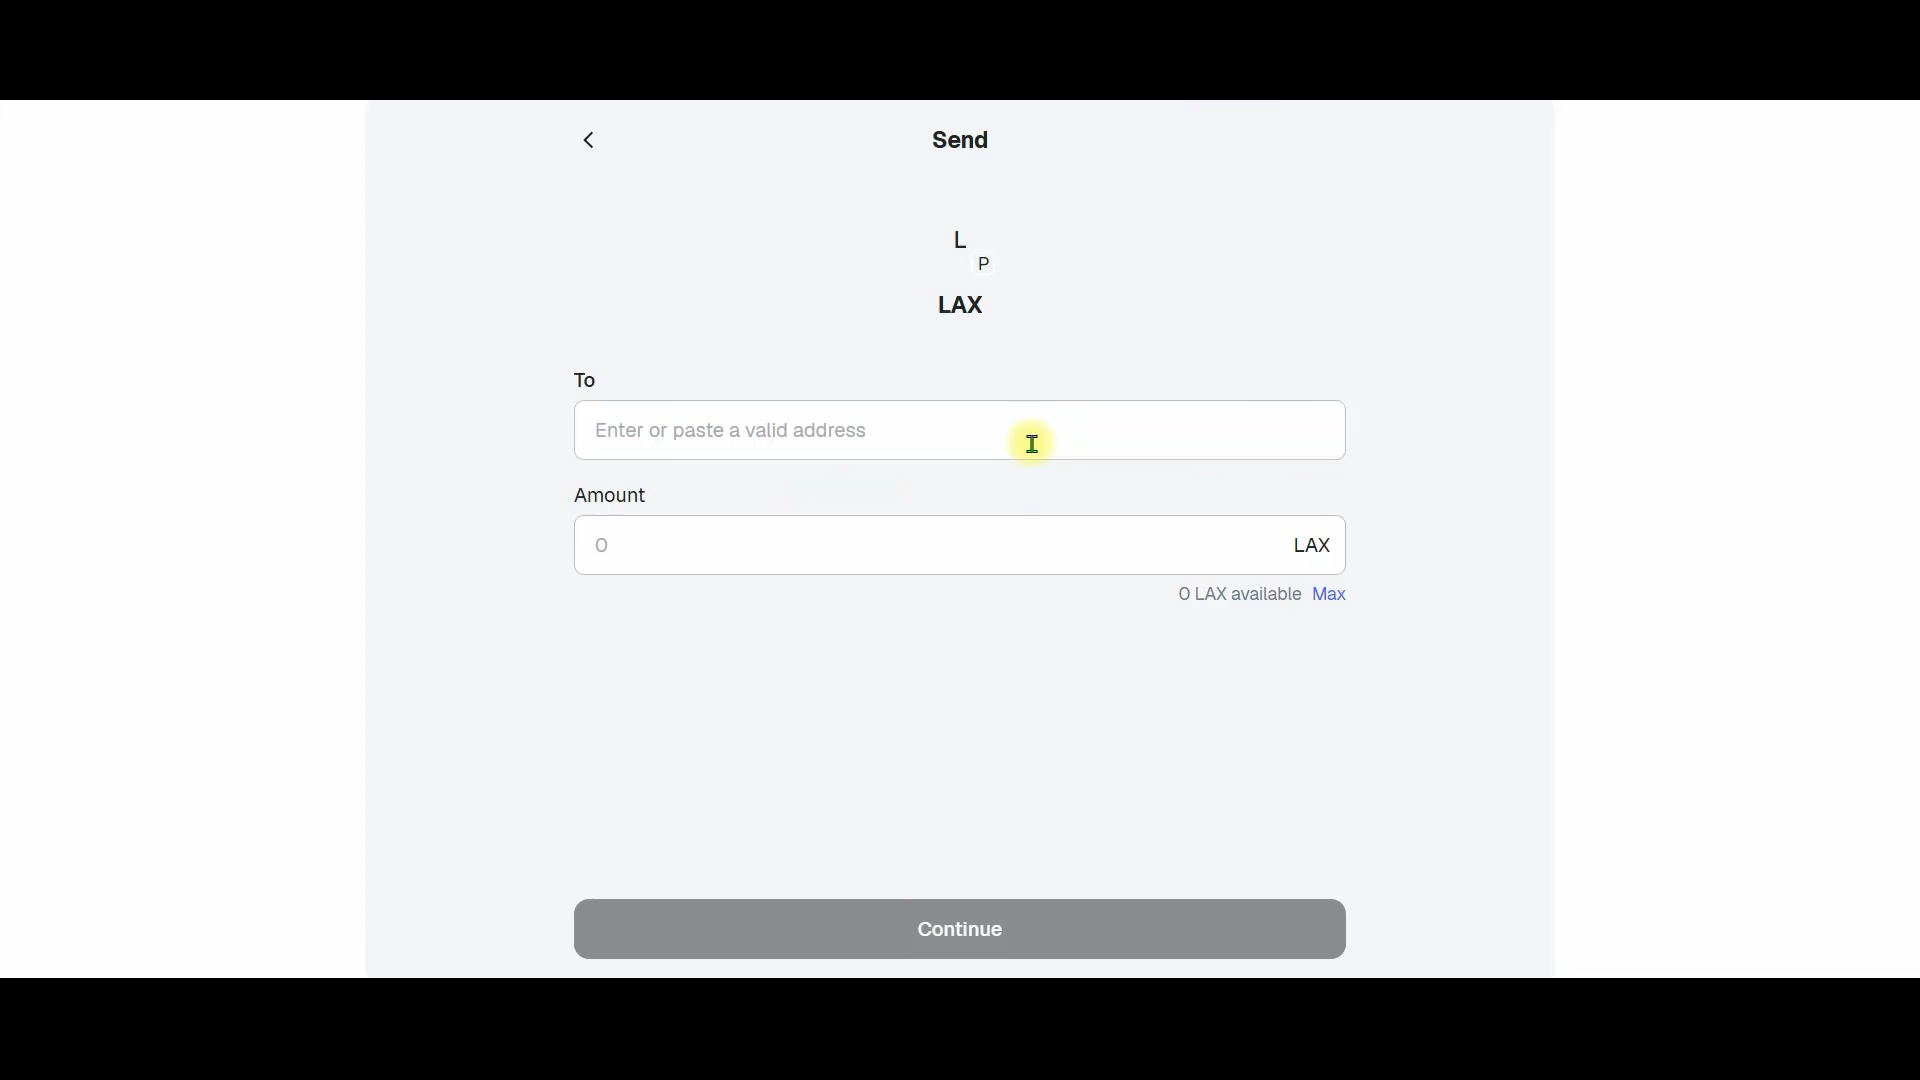 Send
L
P
LAX
To
Enter or paste a valid address
Amount
0 LAX
0 LAX available Max
Continue